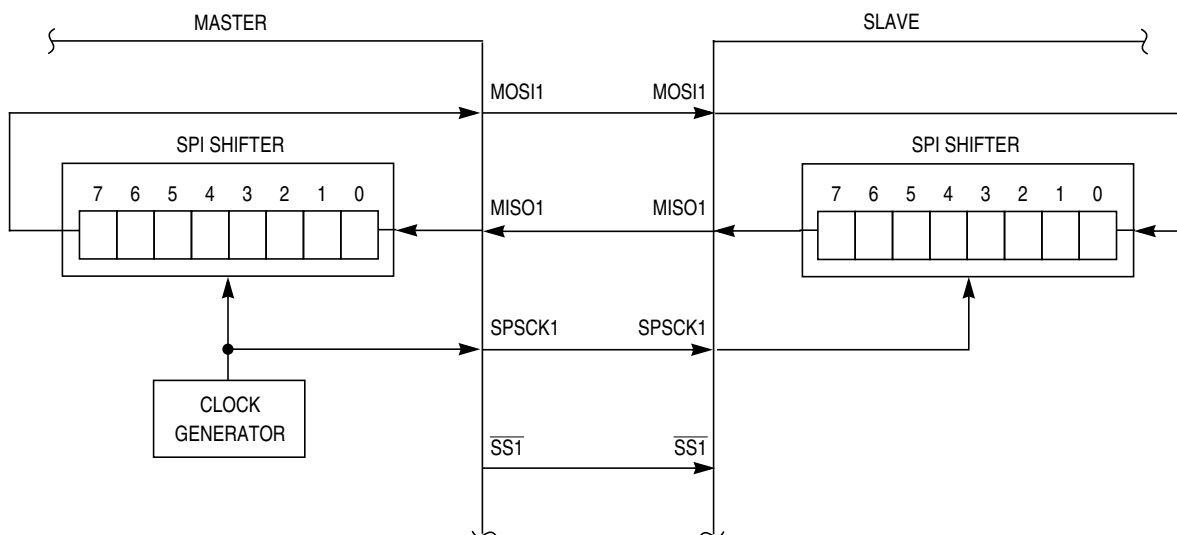 MASTER
SLAVE
MOSI1
MOSI1
SPI SHIFTER
SPI SHIFTER
7 6 5 4 3 2 1 0
MISO1
MISO1
7 6 5 4 3 2 1 0
SPSCK1
SPSCK1
CLOCK
GENERATOR
SS1
SS1